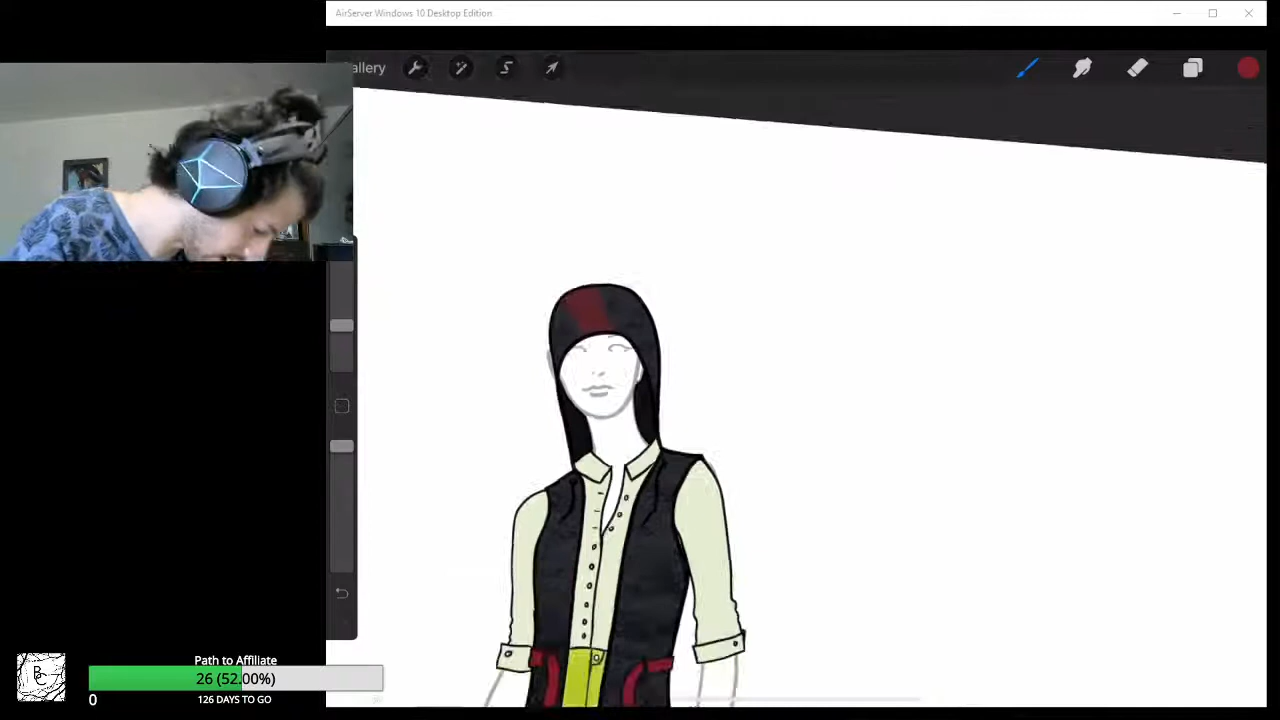 AirServer Windows 10 Desktop Edition
allery
Path to Affiliate
26 (52.00%)
0
126 DAYS TO GO